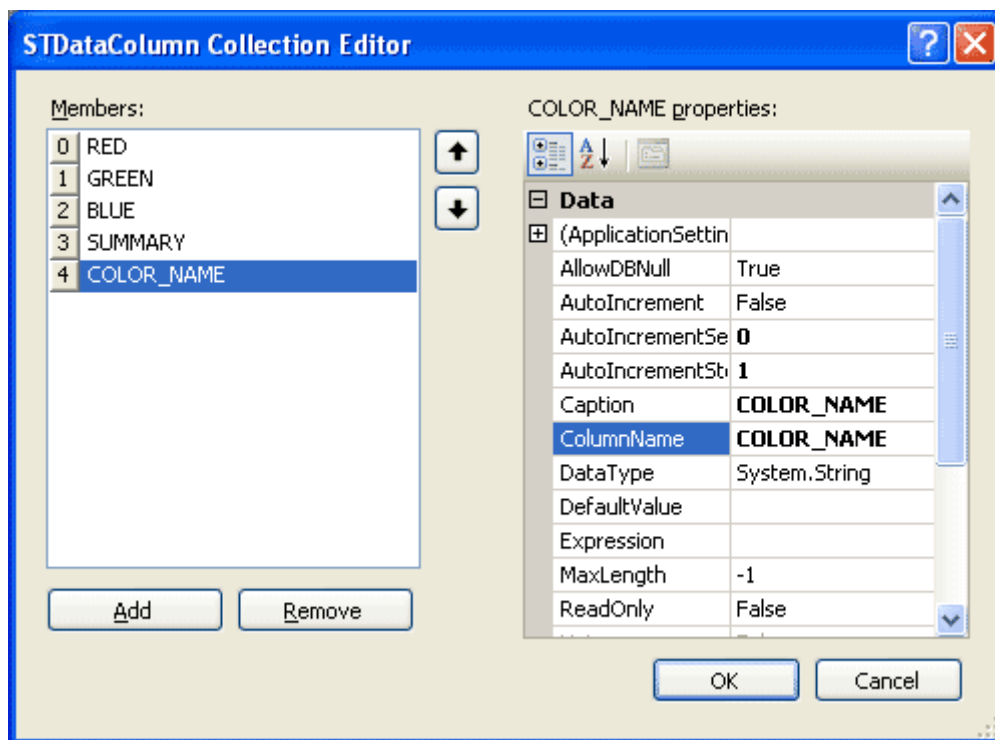 STDataColumn Collection Editor
Members:
0 RED
1 GREEN
2 BLUE
3 SUMMARY
4 COLOR_NAME
Add Remove
COLOR_NAME properties:
Data
(ApplicationSettin
AllowDBNull True
AutoIncrement False
AutoIncrementSe 0
AutoIncrementSt 1
Caption COLOR_NAME
ColumnName COLOR_NAME
DataType System.String
DefaultValue
Expression
MaxLength -1
ReadOnly False
OK Cancel